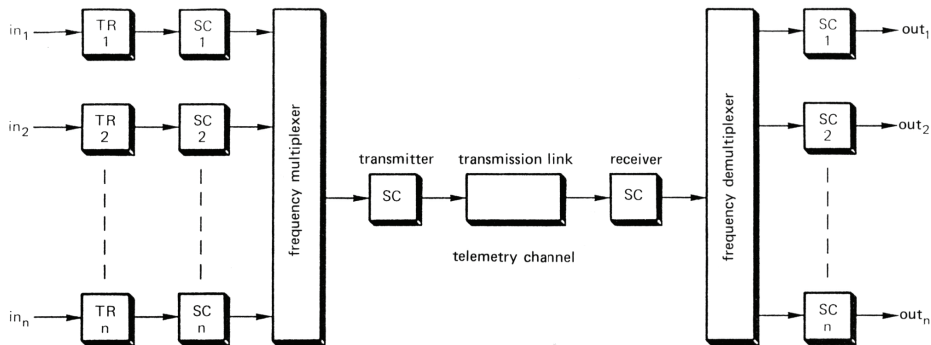 in₁
TR
1
SC
1
in₂
TR
2
SC
2
inₙ
TR
n
SC
n
frequency multiplexer
transmitter
SC
transmission link
telemetry channel
receiver
SC
frequency demultiplexer
SC
1
out₁
SC
2
out₂
SC
n
outₙ